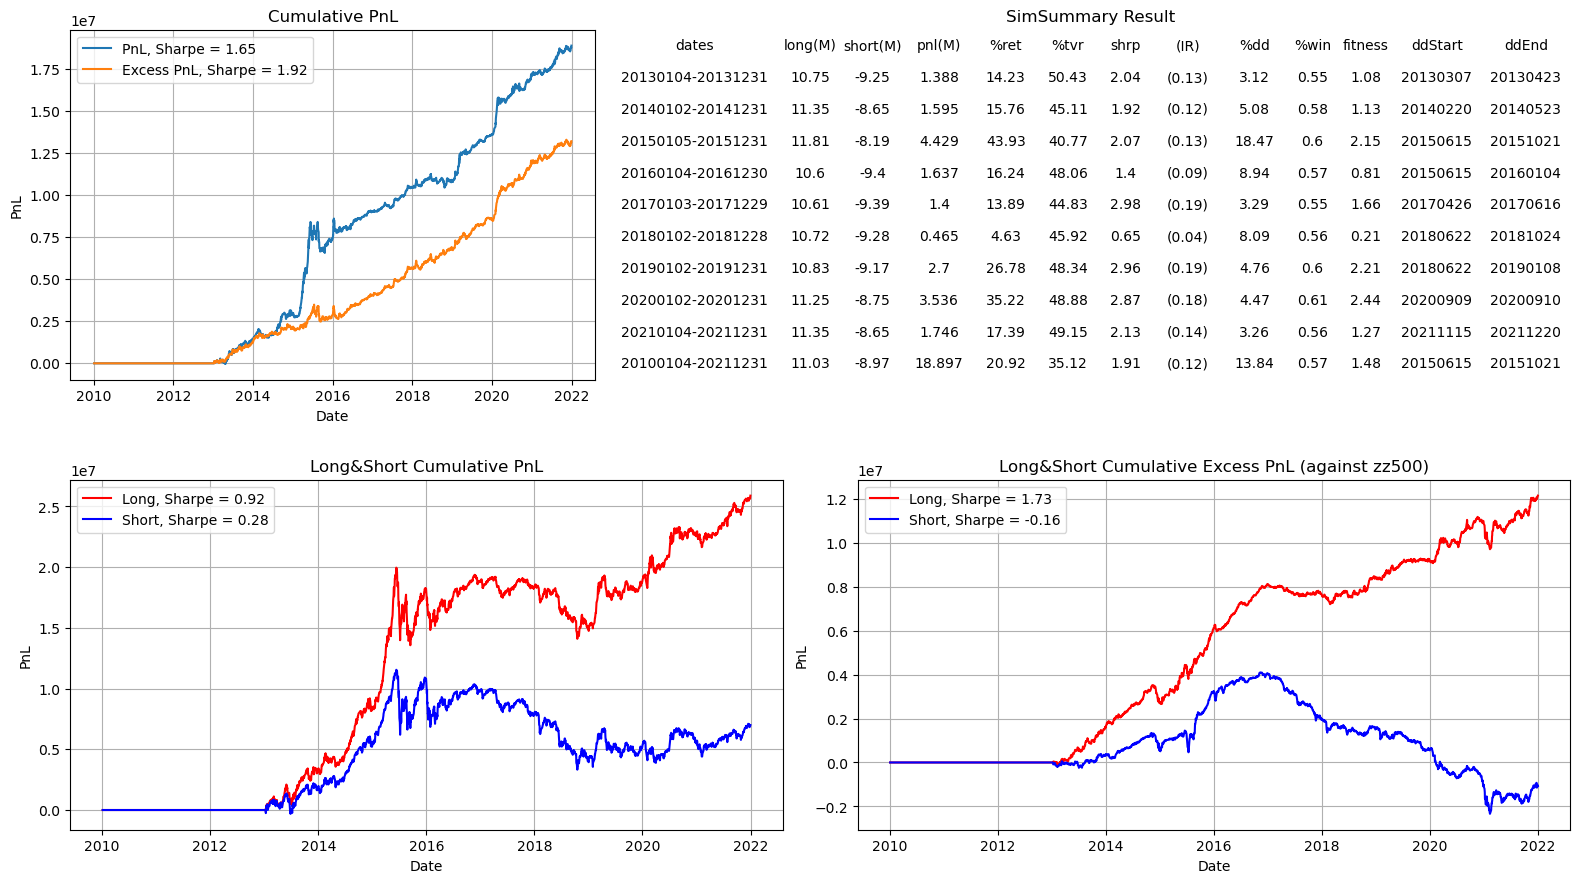 Cumulative PnL
1e7
PnL, Sharpe = 1.65
Excess PnL, Sharpe = 1.92
1.75
1.50
1.25
1.00
0.75
0.50
0.25
0.00
PnL
2010 2012 2014 2016 2018 2020 2022
Date
SimSummary Result
dates long(M) short(M) pnl(M) %ret %tvr shrp (IR) %dd %win fitness ddStart ddEnd
20130104-20131231 10.75 -9.25 1.388 14.23 50.43 2.04 (0.13) 3.12 0.55 1.08 20130307 20130423
20140102-20141231 11.35 -8.65 1.595 15.76 45.11 1.92 (0.12) 5.08 0.58 1.13 20140220 20140523
20150105-20151231 11.81 -8.19 4.429 43.93 40.77 2.07 (0.13) 18.47 0.6 2.15 20150615 20151021
20160104-20161230 10.6 -9.4 1.637 16.24 48.06 1.4 (0.09) 8.94 0.57 0.81 20150615 20160104
20170103-20171229 10.61 -9.39 1.4 13.89 44.83 2.98 (0.19) 3.29 0.55 1.66 20170426 20170616
20180102-20181228 10.72 -9.28 0.465 4.63 45.92 0.65 (0.04) 8.09 0.56 0.21 20180622 20181024
20190102-20191231 10.83 -9.17 2.7 26.78 48.34 2.96 (0.19) 4.76 0.6 2.21 20180622 20190108
20200102-20201231 11.25 -8.75 3.536 35.22 48.88 2.87 (0.18) 4.47 0.61 2.44 20200909 20200910
20210104-20211231 11.35 -8.65 1.746 17.39 49.15 2.13 (0.14) 3.26 0.56 1.27 20211115 20211220
20100104-20211231 11.03 -8.97 18.897 20.92 35.12 1.91 (0.12) 13.84 0.57 1.48 20150615 20151021
Long&Short Cumulative PnL
1e7
Long, Sharpe = 0.92
Short, Sharpe = 0.28
2.5
2.0
1.5
1.0
0.5
0.0
PnL
2010 2012 2014 2016 2018 2020 2022
Date
Long&Short Cumulative Excess PnL (against zz500)
1e7
Long, Sharpe = 1.73
Short, Sharpe = -0.16
1.2
1.0
0.8
0.6
0.4
0.2
0.0
−0.2
PnL
2010 2012 2014 2016 2018 2020 2022
Date